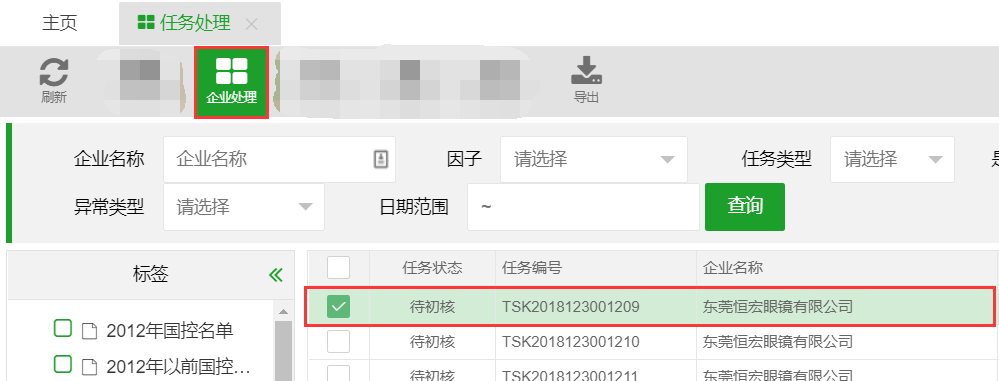 主页
任务处理
刷新
企业处理
导出
企业名称 企业名称 因子 请选择 任务类型 请选择
异常类型 请选择 日期范围 ~ 查询
标签
2012年国控名单
2012年以前国控…
任务状态 任务编号 企业名称
待初核 TSK2018123001209 东莞恒宏眼镜有限公司
待初核 TSK2018123001210 东莞恒宏眼镜有限公司
待初核 TSK2018123001211 东莞恒宏眼镜有限公司